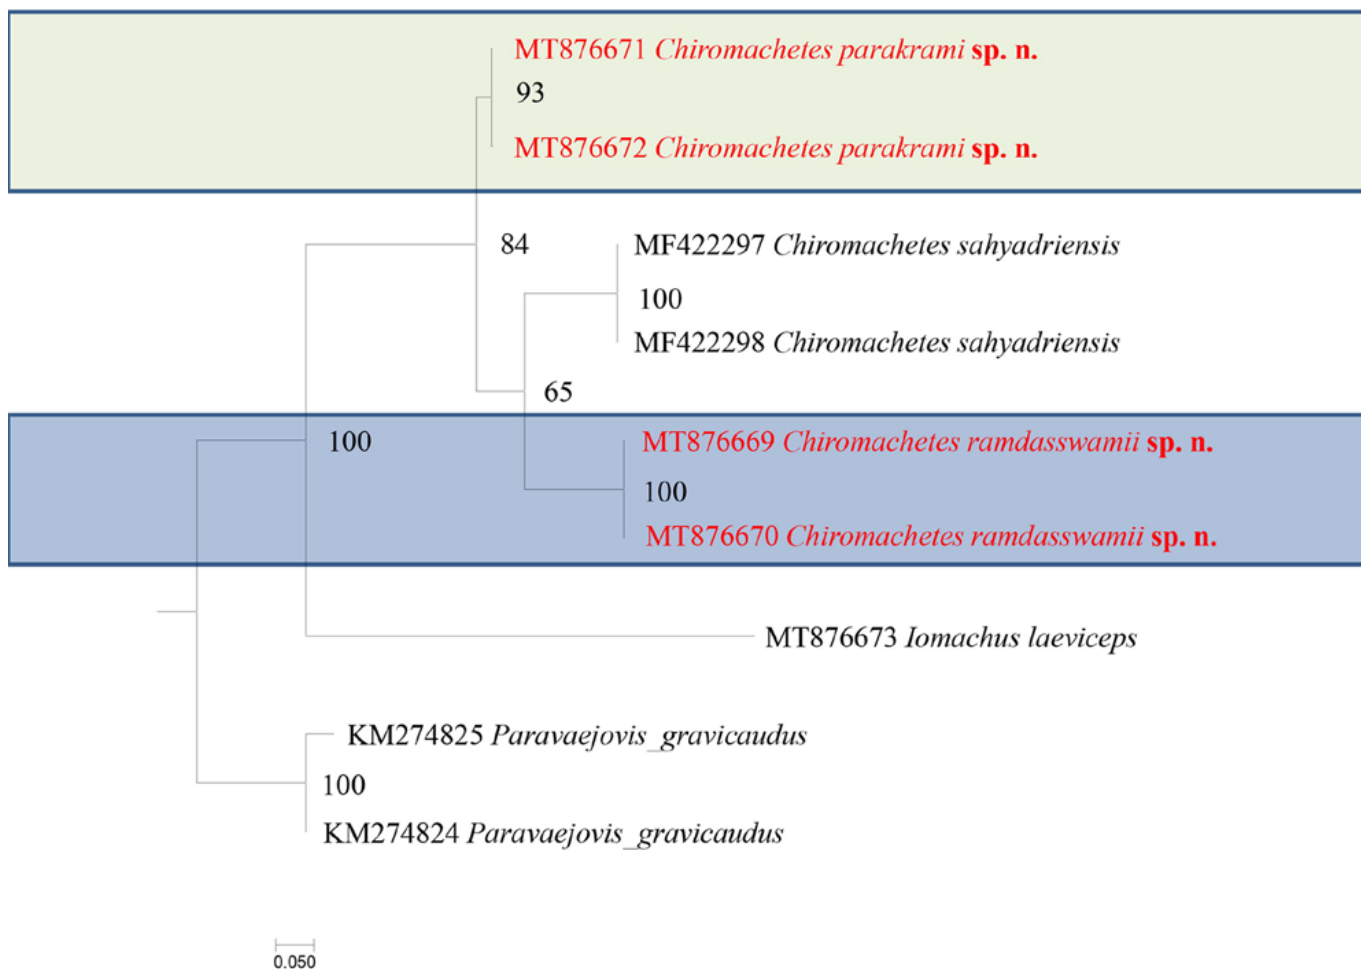 MT876671 Chiromachetes parakrami sp. n.
93
MT876672 Chiromachetes parakrami sp. n.
84
MF422297 Chiromachetes sahyadriensis
100
MF422298 Chiromachetes sahyadriensis
65
100
MT876669 Chiromachetes ramdasswamii sp. n.
100
MT876670 Chiromachetes ramdasswamii sp. n.
MT876673 Iomachus laeviceps
KM274825 Paravaejovis_gravicaudus
100
KM274824 Paravaejovis_gravicaudus
0.050